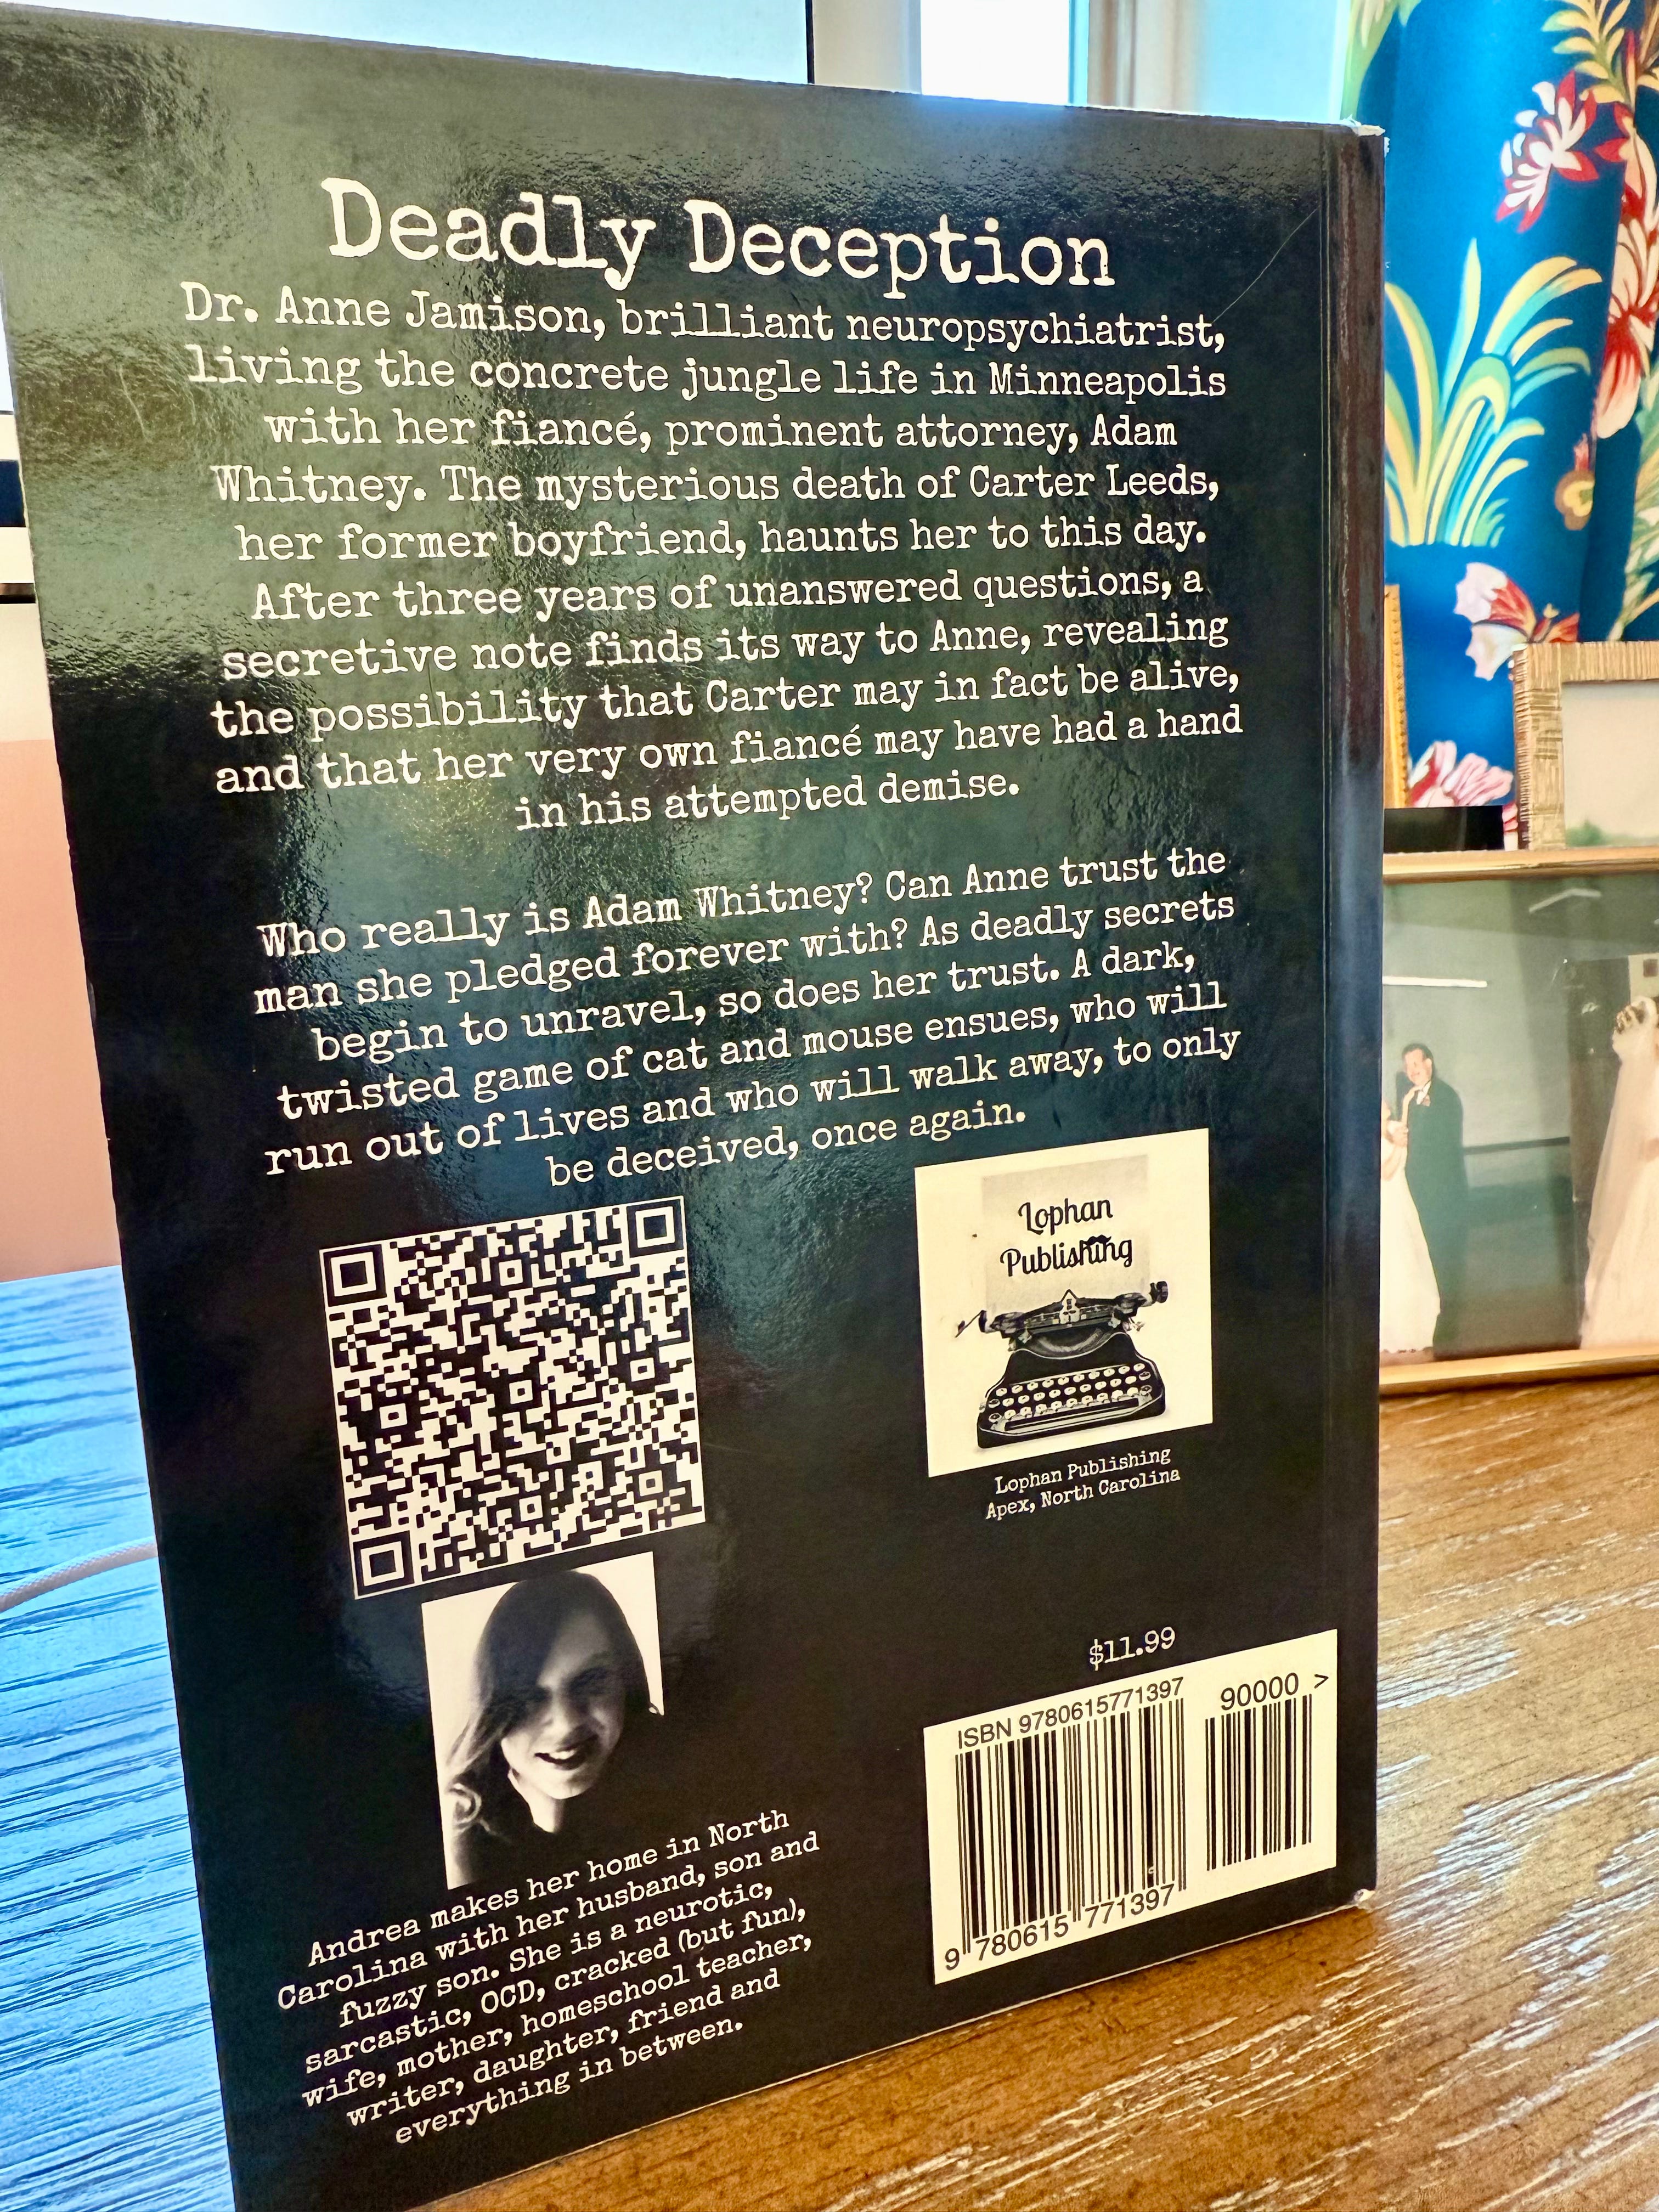 Deadly Deception
Dr. Anne Jamison, brilliant neuropsychiatrist,
living the concrete jungle life in Minneapolis
with her fiancé, prominent attorney, Adam
Whitney. The mysterious death of Carter Leeds,
her former boyfriend, haunts her to this day.
After three years of unanswered questions, a
secretive note finds its way to Anne, revealing
the possibility that Carter may in fact be alive,
and that her very own fiancé may have had a hand
in his attempted demise.
Who really is Adam Whitney? Can Anne trust the
man she pledged forever with? As deadly secrets
begin to unravel, so does her trust. A dark,
twisted game of cat and mouse ensues, who will
run out of lives and who will walk away, to only
be deceived, once again.
Lophan
Publishing
Lophan Publishing
Apex, North Carolina
Andrea makes her home in North
Carolina with her husband, son and
fuzzy son. She is a neurotic,
sarcastic, OCD, cracked (but fun),
wife, mother, homeschool teacher,
writer, daughter, friend and
everything in between.
$11.99
ISBN 9780615771397
90000 >
9 780615 771397